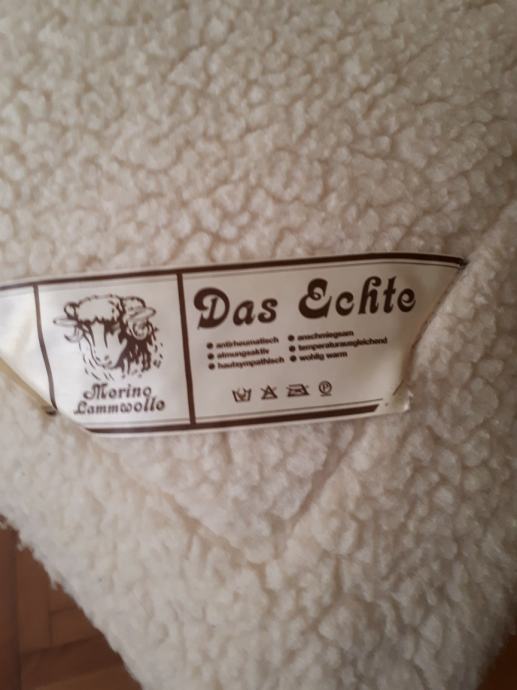 Das Echte
● antirheumatisch
● atmungsaktiv
● hautsympathisch
● anschmiegsam
● temperaturausgleichend
● wohlig warm
Merino
Lammwolle
P